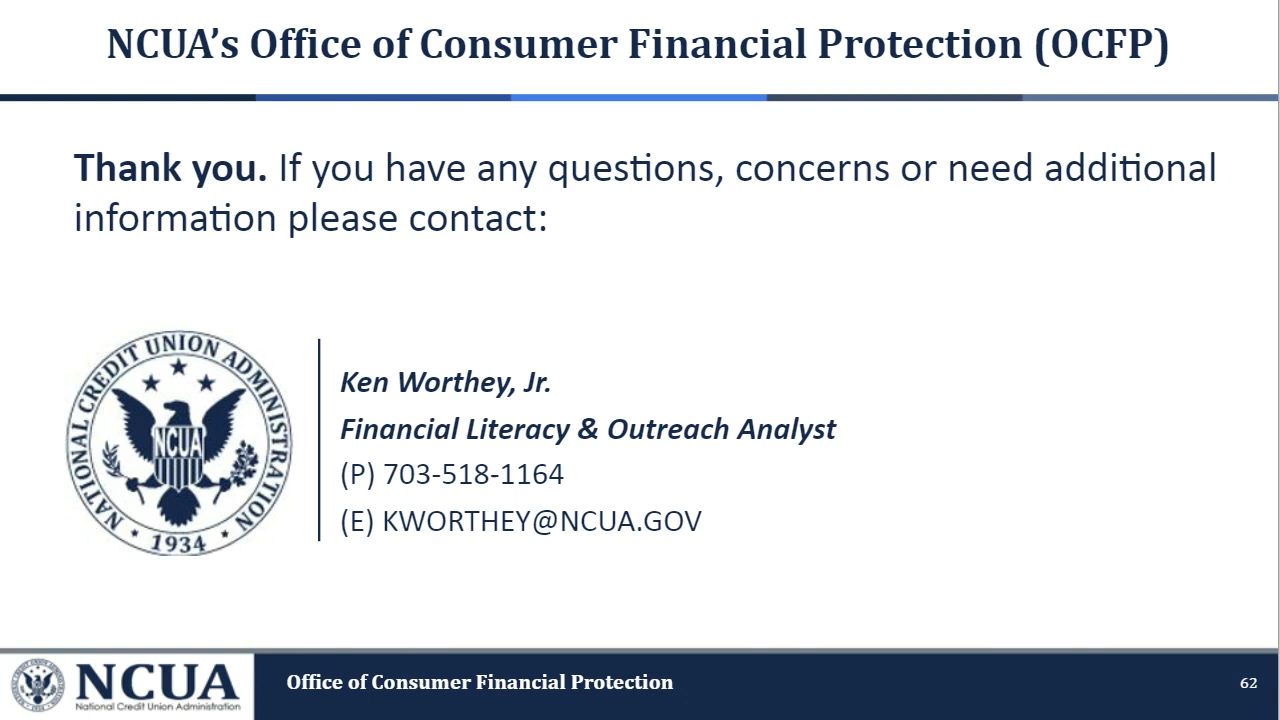 NCUA’s Office of Consumer Financial Protection (OCFP)
Thank you. If you have any questions, concerns or need additional
information please contact:
NATIONAL CREDIT UNION ADMINISTRATION
NCUA
1934
Ken Worthey, Jr.
Financial Literacy & Outreach Analyst
(P) 703-518-1164
(E) KWORTHEY@NCUA.GOV
NCUA
National Credit Union Administration
Office of Consumer Financial Protection
62